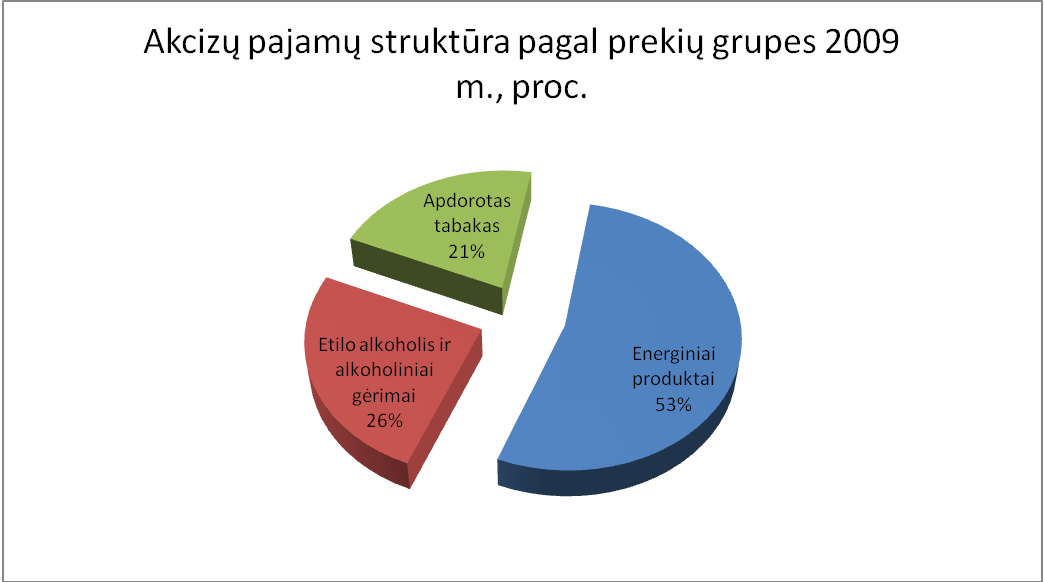 Akcizų pajamų struktūra pagal prekių grupes 2009
m., proc.
Apdorotas
tabakas
21%
Etilo alkoholis ir
alkoholiniai
gėrimai
26%
Energiniai
produktai
53%